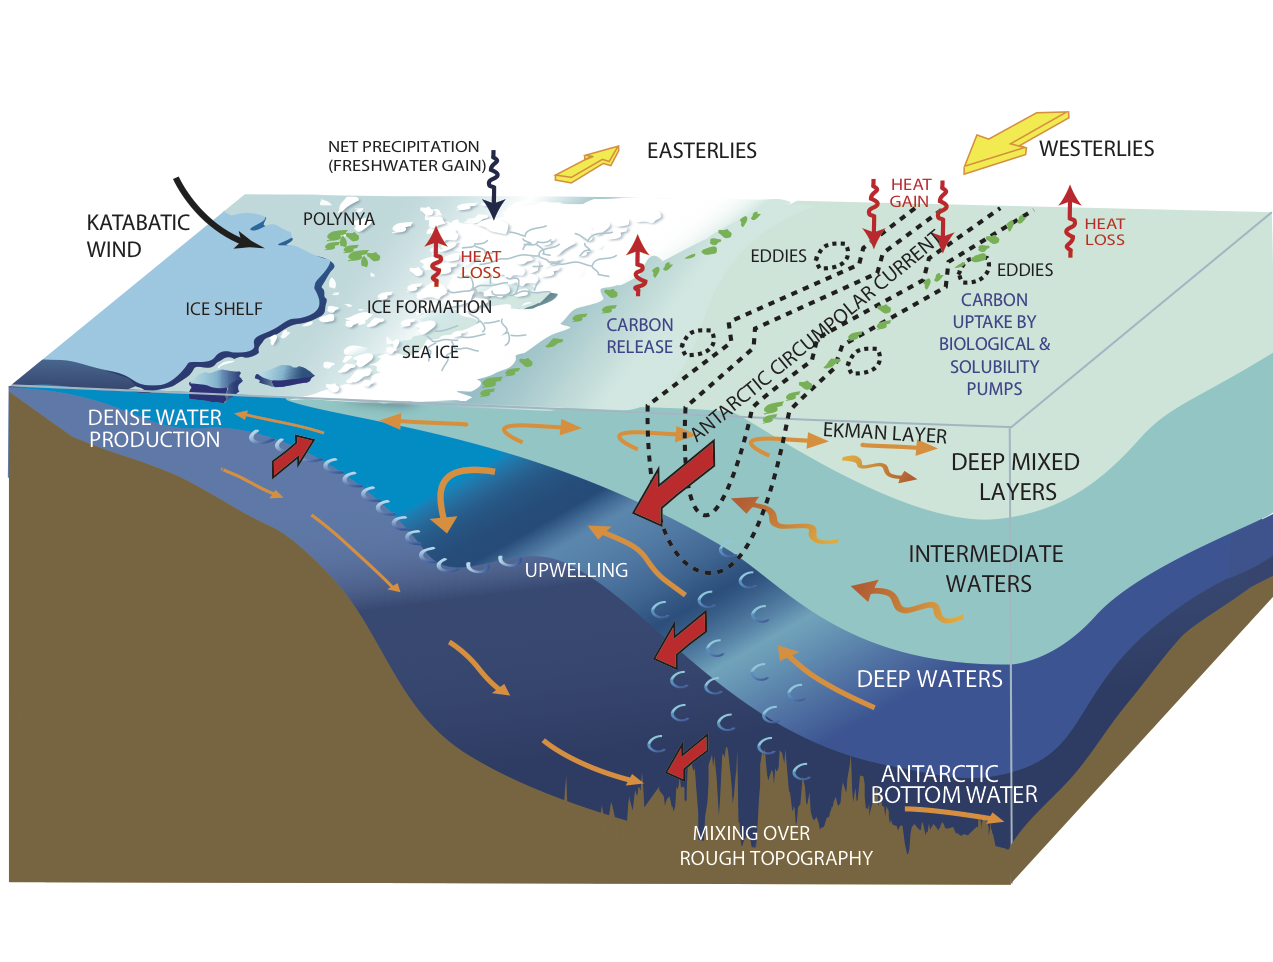 NET PRECIPITATION
(FRESHWATER GAIN)
EASTERLIES
WESTERLIES
KATABATIC
WIND
POLYNYA
HEAT
GAIN
HEAT
LOSS
HEAT
LOSS
EDDIES
EDDIES
ICE SHELF
ICE FORMATION
SEA ICE
CARBON
RELEASE
ANTARCTIC CIRCUMPOLAR CURRENT
CARBON
UPTAKE BY
BIOLOGICAL &
SOLUBILITY
PUMPS
DENSE WATER
PRODUCTION
EKMAN LAYER
DEEP MIXED
LAYERS
UPWELLING
INTERMEDIATE
WATERS
DEEP WATERS
ANTARCTIC
BOTTOM WATER
MIXING OVER
ROUGH TOPOGRAPHY